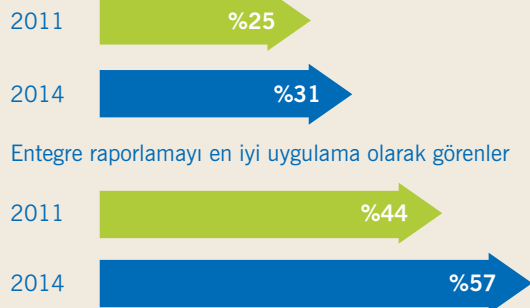 2011 %25
2014 %31
Entegre raporlamayı en iyi uygulama olarak görenler
2011 %44
2014 %57